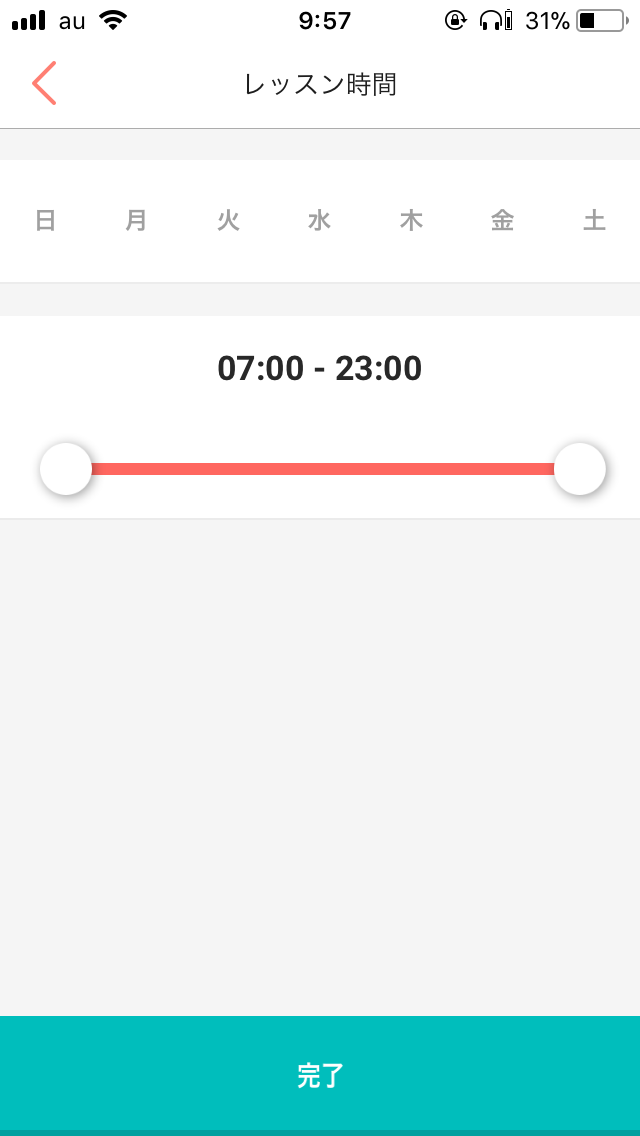 au 9:57 31%
レッスン時間
日 月 火 水 木 金 土
07:00 - 23:00
完了